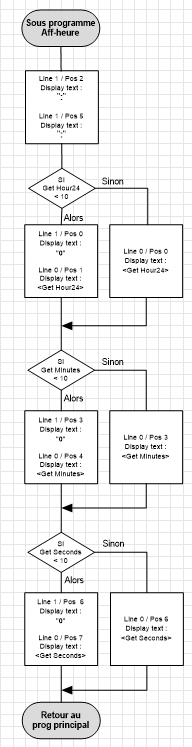 Sous programme
Aff-heure
Line 1 / Pos 2
Display text :
":"
Line 1 / Pos 5
Display text :
":"
SI
Get Hour24
< 10
Sinon
Alors
Line 1 / Pos 0
Display text :
"0"
Line 0 / Pos 1
Display text :
<Get Hour24>
Line 0 / Pos 0
Display text :
<Get Hour24>
SI
Get Minutes
< 10
Sinon
Alors
Line 1 / Pos 3
Display text :
"0"
Line 0 / Pos 4
Display text :
<Get Minutes>
Line 0 / Pos 3
Display text :
<Get Minutes>
SI
Get Seconds
< 10
Sinon
Alors
Line 1 / Pos 6
Display text :
"0"
Line 0 / Pos 7
Display text :
<Get Seconds>
Line 0 / Pos 6
Display text :
<Get Seconds>
Retour au
prog principal